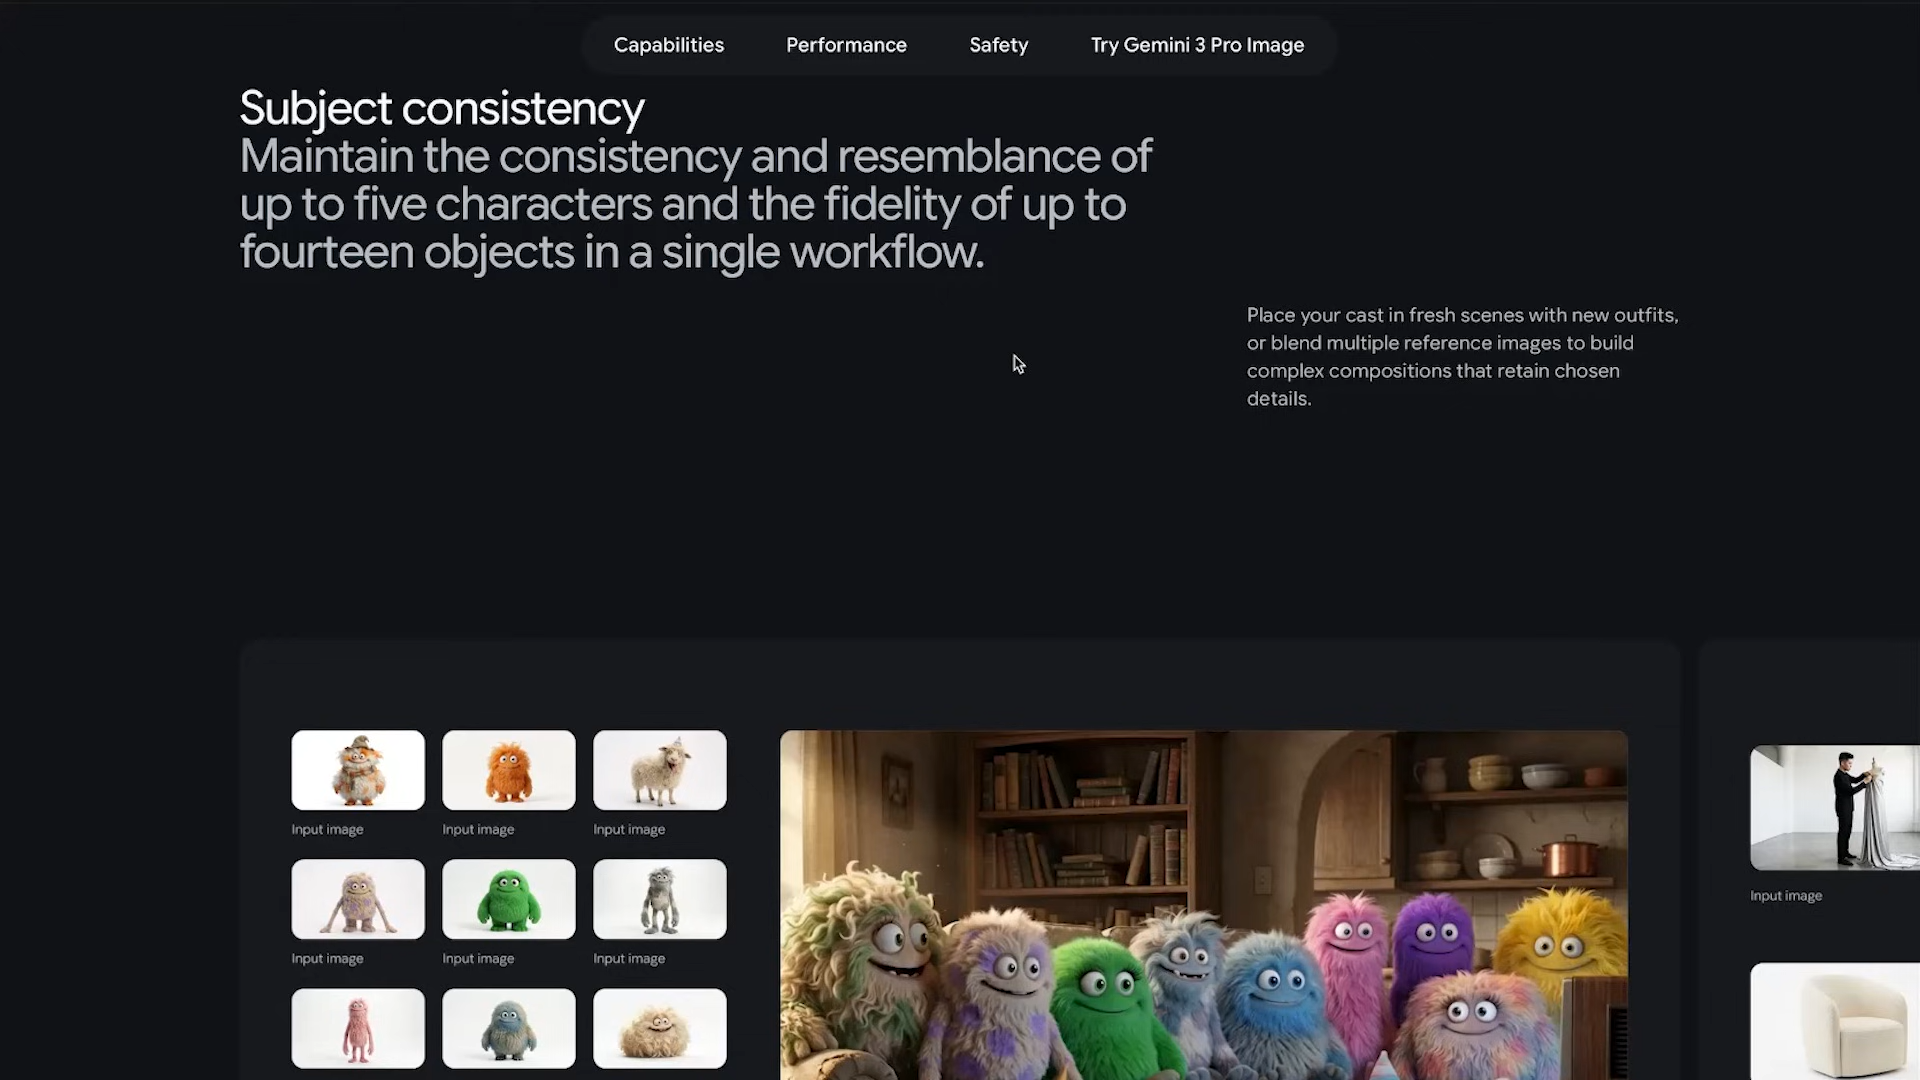 Capabilities
Performance
Safety
Try Gemini 3 Pro Image
Subject consistency
Maintain the consistency and resemblance of
up to five characters and the fidelity of up to
fourteen objects in a single workflow.
Place your cast in fresh scenes with new outfits,
or blend multiple reference images to build
complex compositions that retain chosen
details.
Input image
Input image
Input image
Input image
Input image
Input image
Input image